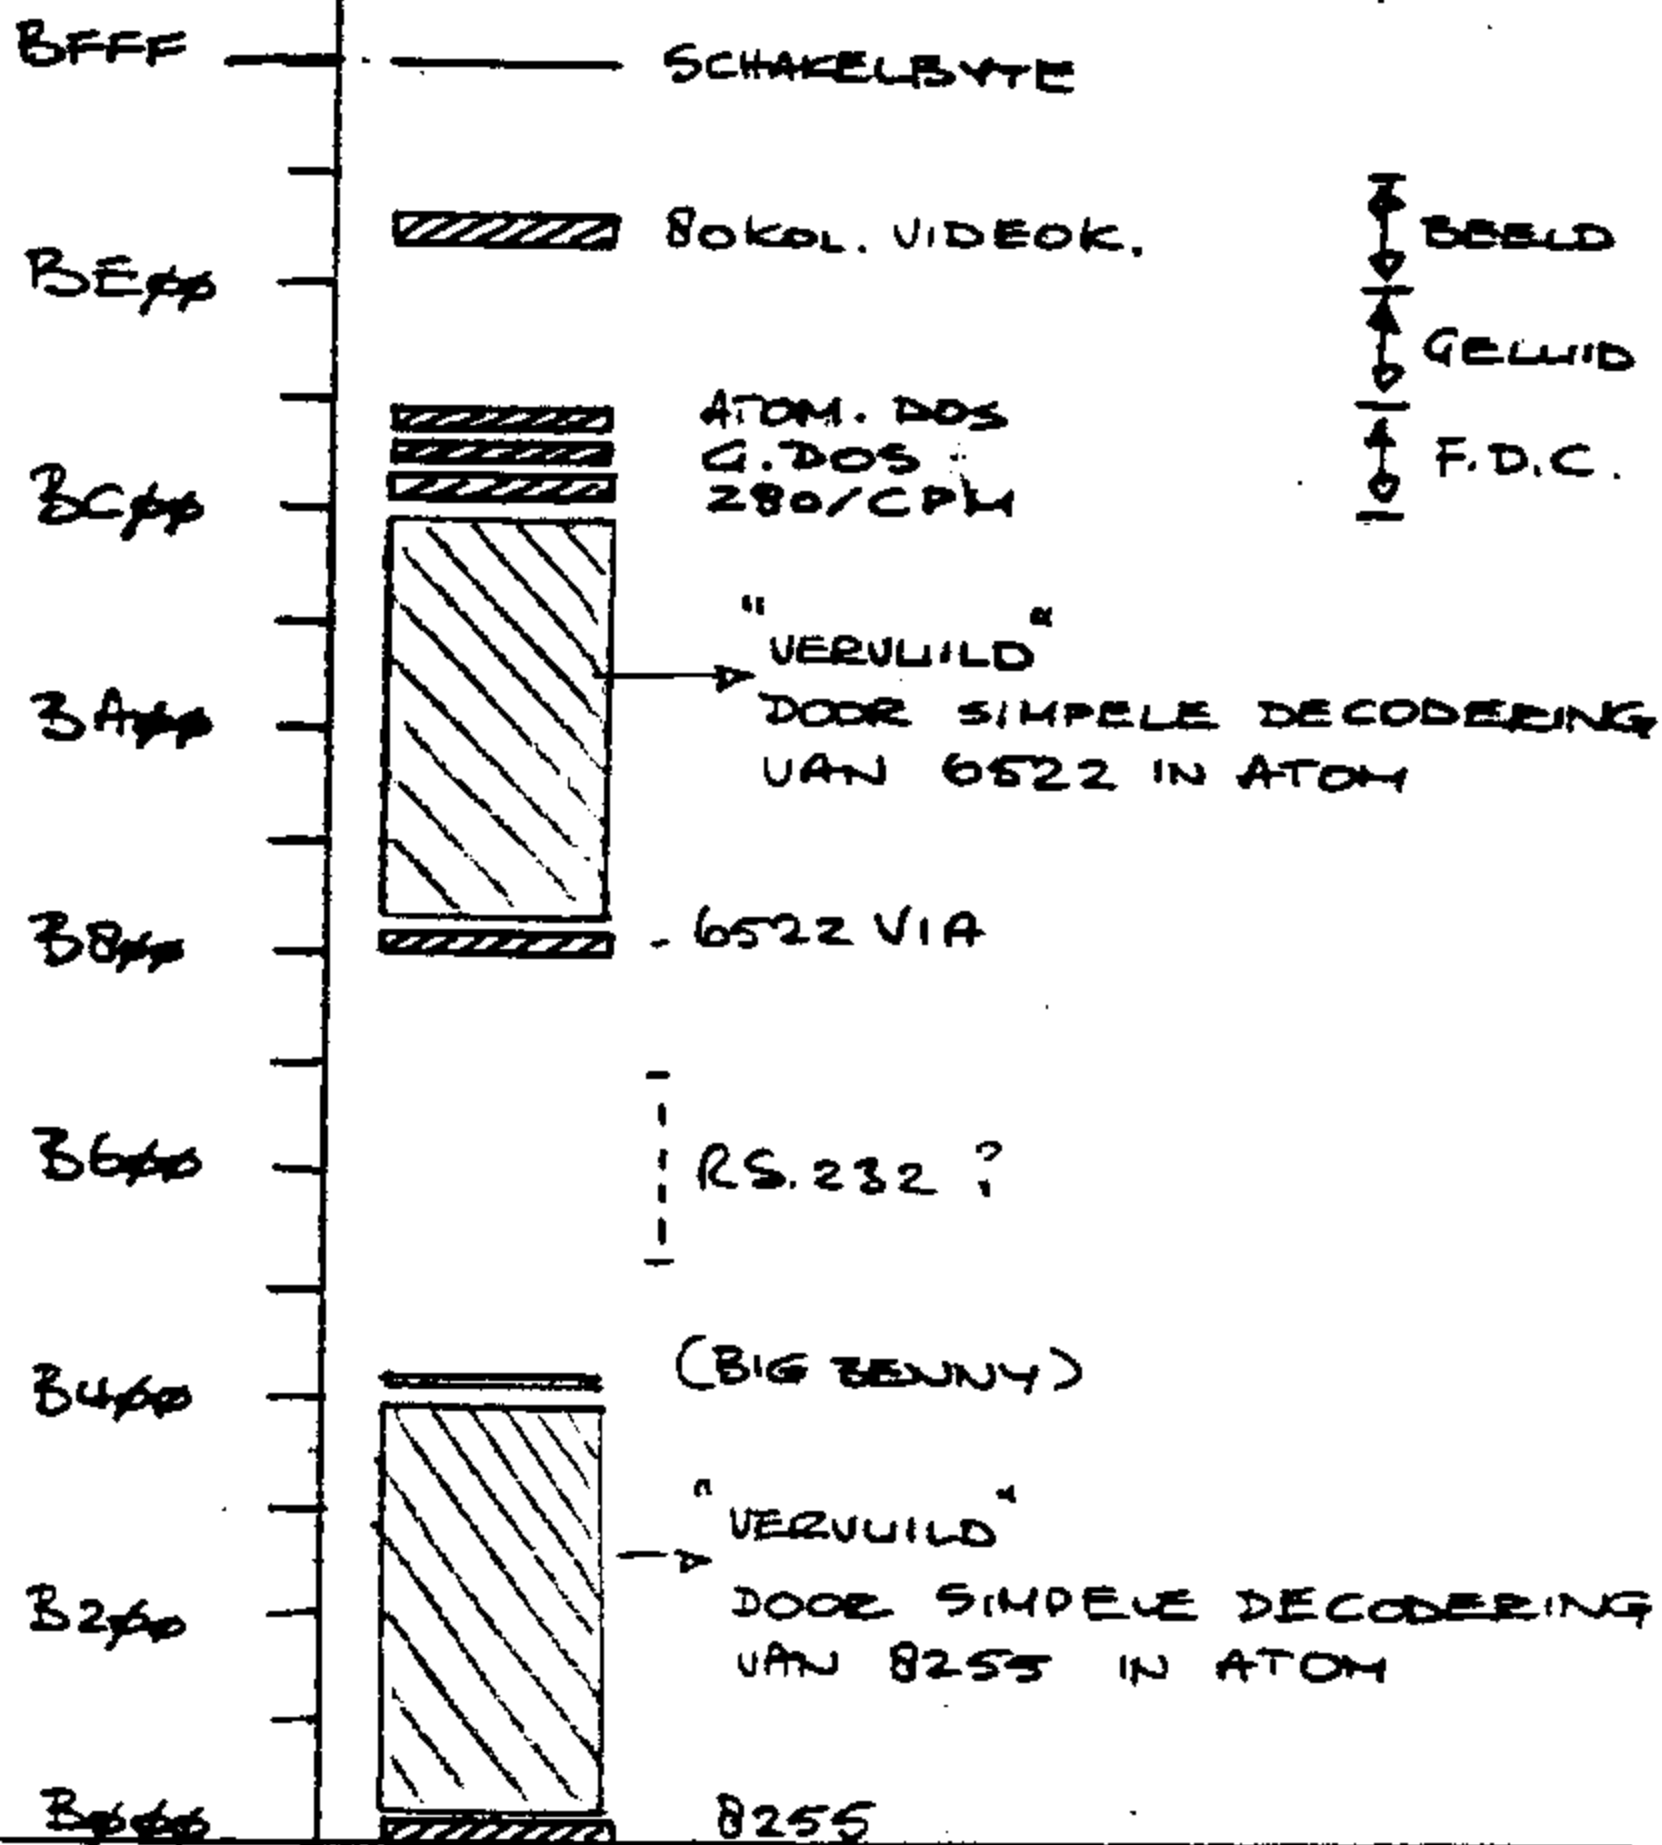 BFFF SCHAKELBYTE
80 KOL. VIDEOK. BEELD
BE00
GELUID
ATOM. DOS
G.DOS F.D.C.
BC00 Z80/CPM
"VERVUILD"
BA00 DOOR SIMPELE DECODERING
VAN 6522 IN ATOM
B800 6522 VIA
B600 RS.232 ?
B400 (BIG BENNY)
"VERVUILD"
B200 DOOR SIMPELE DECODERING
VAN 8255 IN ATOM
B000 8255